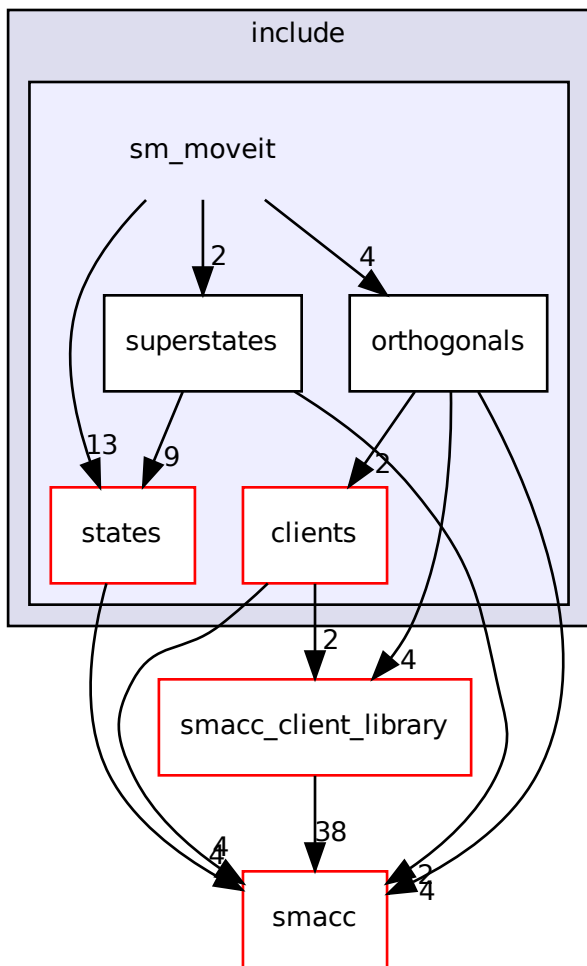 include
sm_moveit
2
4
superstates
orthogonals
13
9
2
states
clients
2
4
smacc_client_library
38
4
4
2
4
smacc